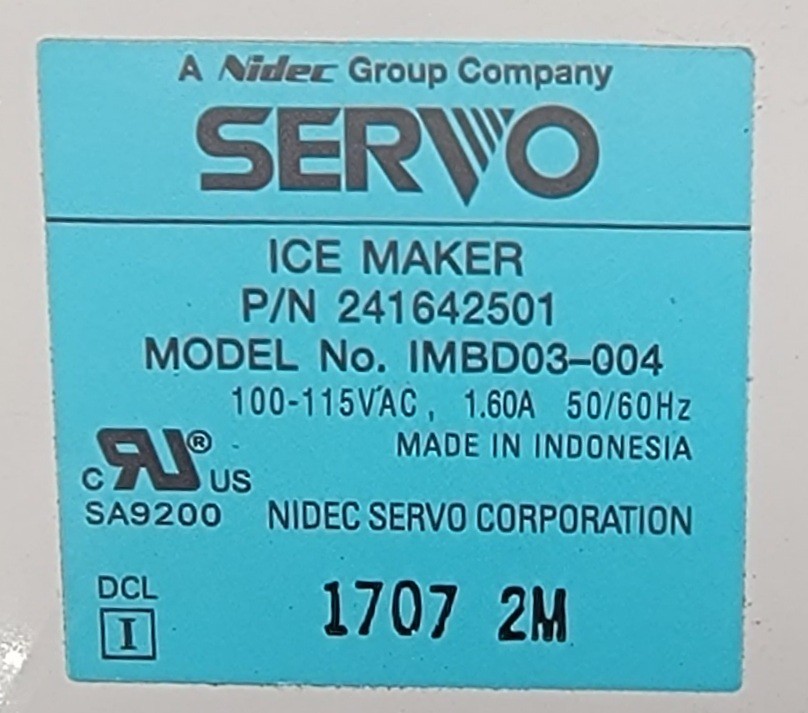 A Nidec Group Company
SERVO
ICE MAKER
P/N 241642501
MODEL No. IMBD03-004
100-115VAC, 1.60A 50/60Hz
MADE IN INDONESIA
C RU® US
SA9200
NIDEC SERVO CORPORATION
DCL
I
1707 2M